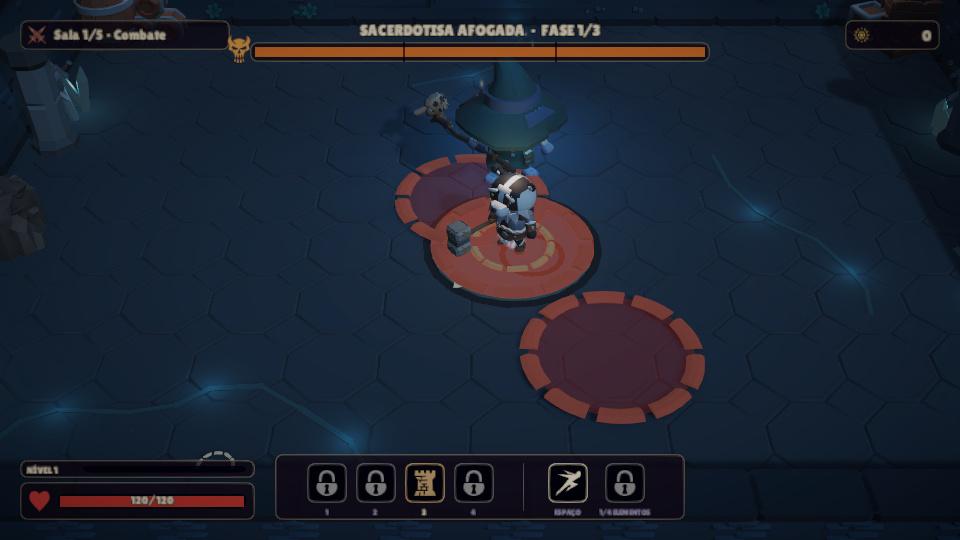 Sala 1/5 - Combate
SACERDOTISA AFOGADA - FASE 1/3
0
NÍVEL 1
120/120
1
2
3
4
ESPAÇO
1/4 ELEMENTOS